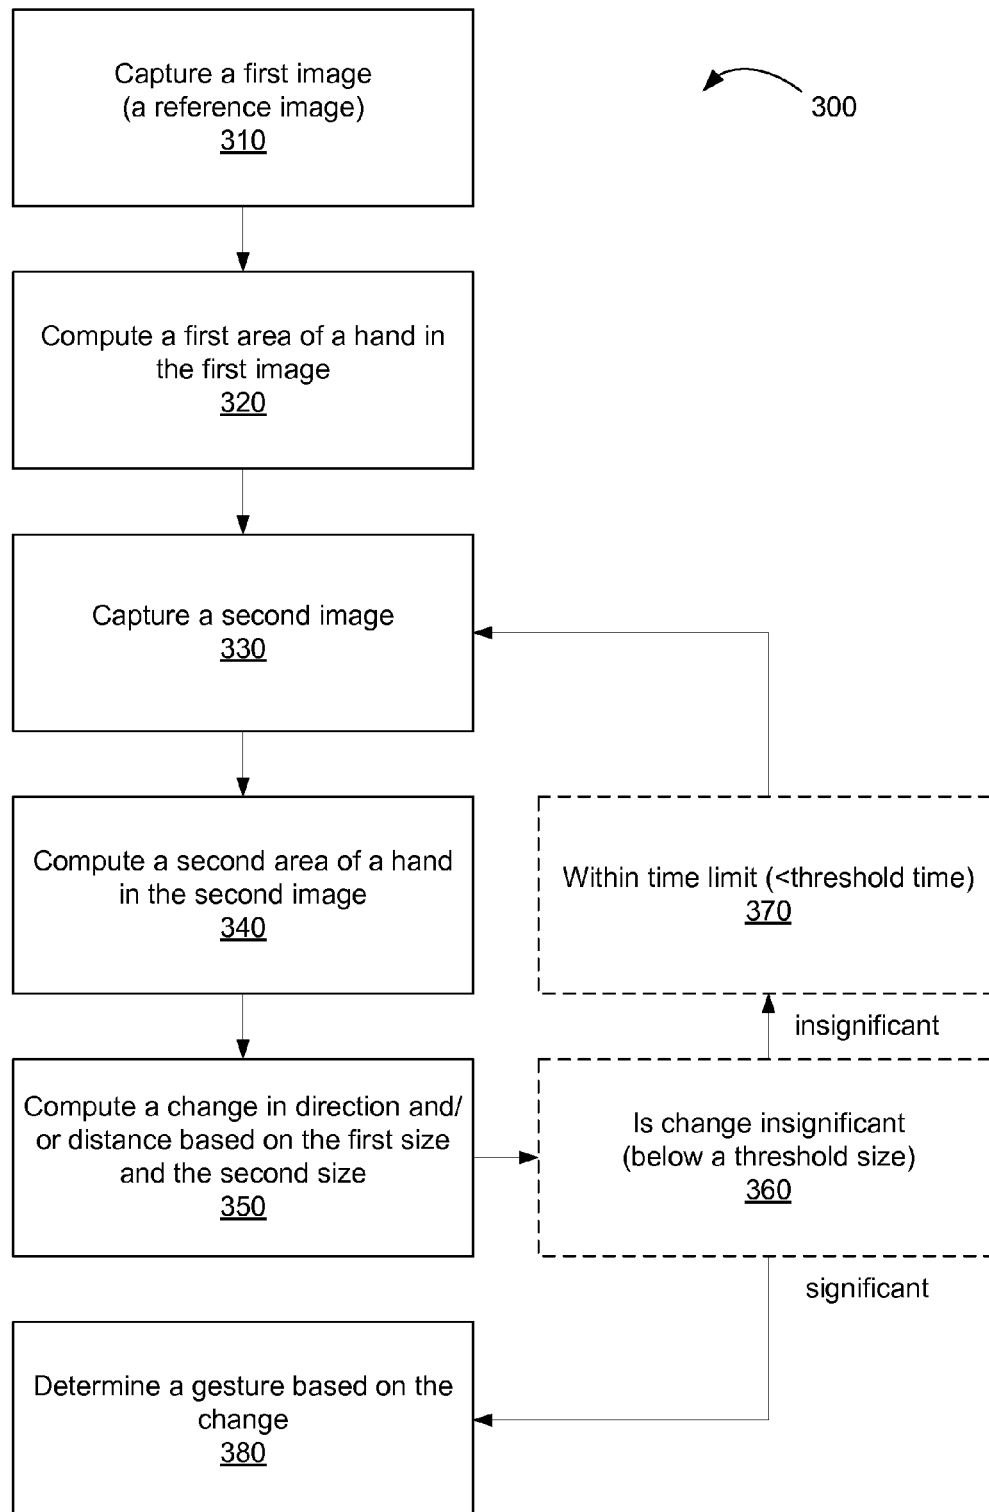 Capture a first image
(a reference image)
310
300
Compute a first area of a hand in
the first image
320
Capture a second image
330
Compute a second area of a hand
in the second image
340
Within time limit (<threshold time)
370
insignificant
Compute a change in direction and/
or distance based on the first size
and the second size
350
Is change insignificant
(below a threshold size)
360
significant
Determine a gesture based on the
change
380